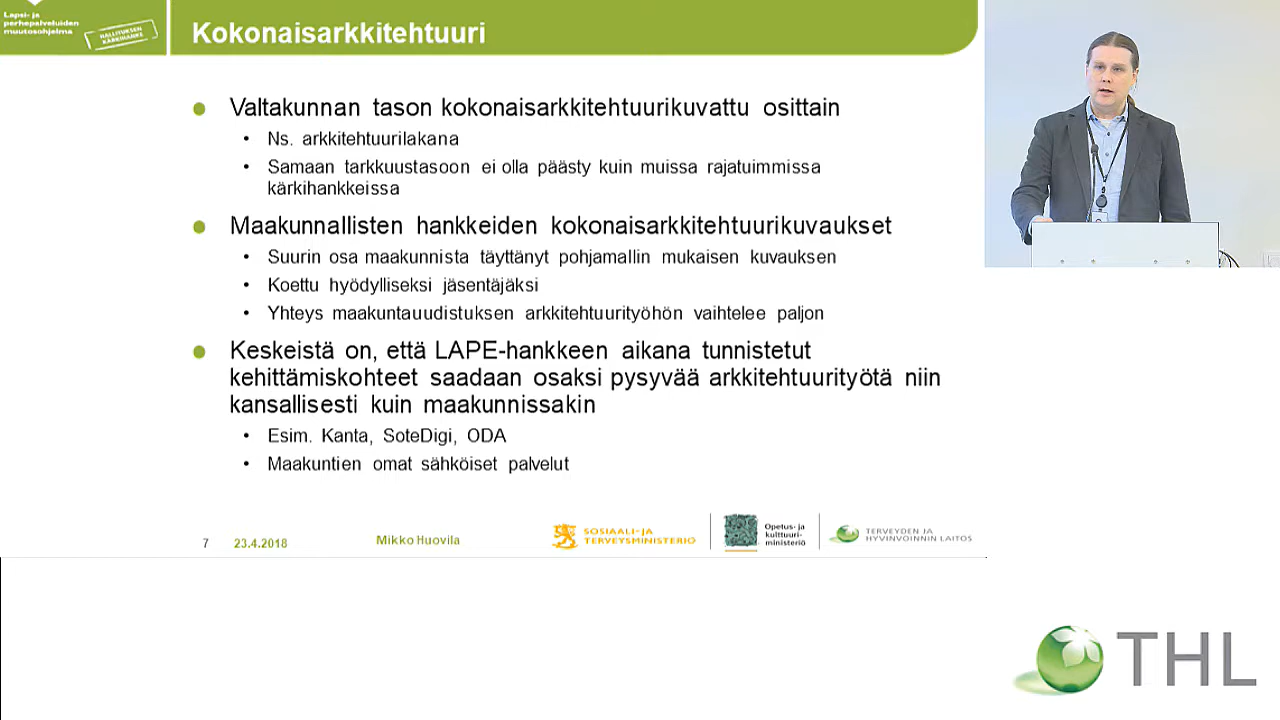 Lapsi- ja
perhepalveluiden
muutosohjelma
HALLITUKSEN
KÄRKIHANKE
Kokonaisarkkitehtuuri
Valtakunnan tason kokonaisarkkitehtuurikuvattu osittain
• Ns. arkkitehtuurilakana
• Samaan tarkkuustasoon ei olla päästy kuin muissa rajatuimmissa
kärkihankkeissa
Maakunnallisten hankkeiden kokonaisarkkitehtuurikuvaukset
• Suurin osa maakunnista täyttänyt pohjamallin mukaisen kuvauksen
• Koettu hyödylliseksi jäsentäjäksi
• Yhteys maakuntauudistuksen arkkitehtuurityöhön vaihtelee paljon
Keskeistä on, että LAPE-hankkeen aikana tunnistetut
kehittämiskohteet saadaan osaksi pysyvää arkkitehtuurityötä niin
kansallisesti kuin maakunnissakin
• Esim. Kanta, SoteDigi, ODA
• Maakuntien omat sähköiset palvelut
7 23.4.2018 Mikko Huovila
SOSIAALI- JA
TERVEYSMINISTERIÖ
Opetus- ja
kulttuuri-
ministeriö
TERVEYDEN JA
HYVINVOINNIN LAITOS
THL